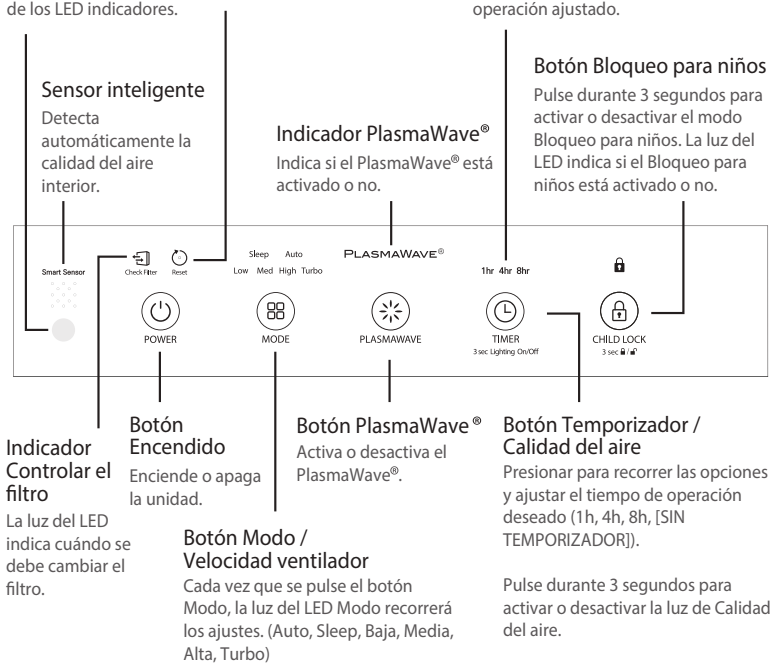 de los LED indicadores.
operación ajustado.
Sensor inteligente
Detecta
automáticamente la
calidad del aire
interior.
Indicador PlasmaWave®
Indica si el PlasmaWave® está
activado o no.
Botón Bloqueo para niños
Pulse durante 3 segundos para
activar o desactivar el modo
Bloqueo para niños. La luz del
LED indica si el Bloqueo para
niños está activado o no.
Smart Sensor
Check Filter
Reset
Sleep Auto
Low Med High Turbo
PLASMAWAVE®
1hr 4hr 8hr
POWER
MODE
PLASMAWAVE
TIMER
3 sec Lighting On/Off
CHILD LOCK
3 sec /
Indicador
Controlar el
filtro
La luz del LED
indica cuándo se
debe cambiar el
filtro.
Botón
Encendido
Enciende o apaga
la unidad.
Botón Modo /
Velocidad ventilador
Cada vez que se pulse el botón
Modo, la luz del LED Modo recorrerá
los ajustes. (Auto, Sleep, Baja, Media,
Alta, Turbo)
Botón PlasmaWave®
Activa o desactiva el
PlasmaWave®.
Botón Temporizador /
Calidad del aire
Presionar para recorrer las opciones
y ajustar el tiempo de operación
deseado (1h, 4h, 8h, [SIN
TEMPORIZADOR]).
Pulse durante 3 segundos para
activar o desactivar la luz de Calidad
del aire.